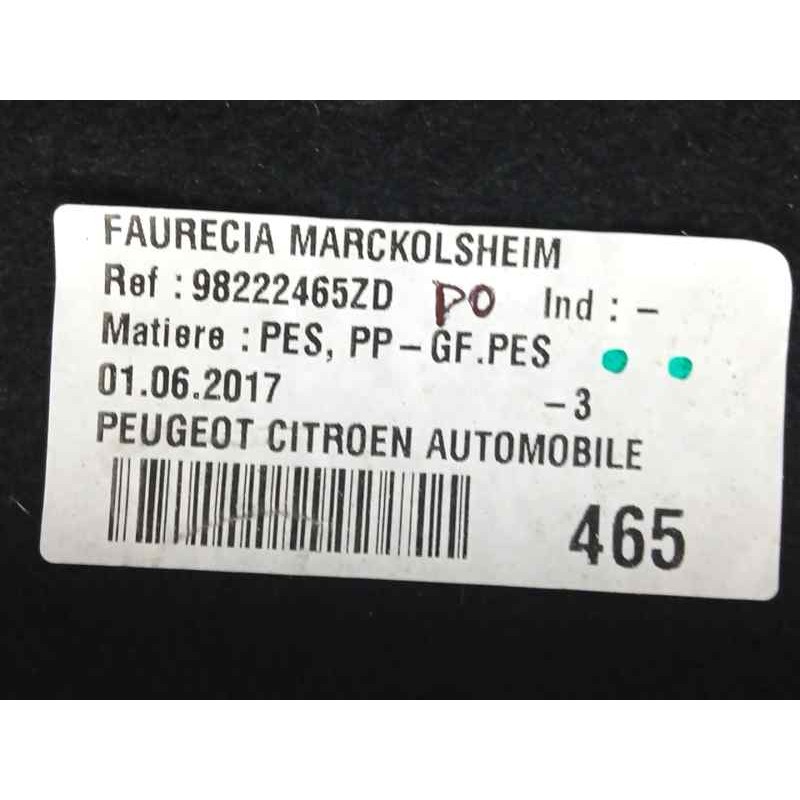 FAURECIA MARCKOLSHEIM
Ref : 98222465ZD PO Ind : -
Matiere : PES, PP-GF.PES
01.06.2017 -3
PEUGEOT CITROEN AUTOMOBILE
465